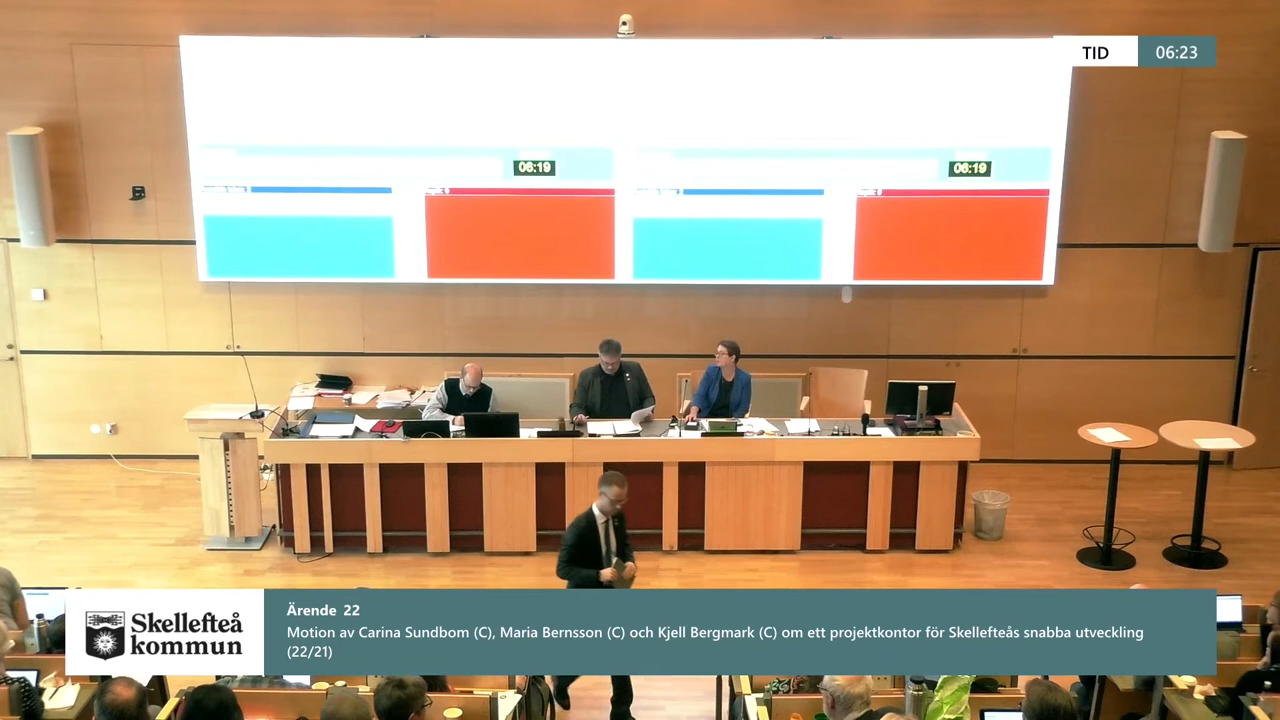 TID 06:23
06:19 06:19
Skellefteå
kommun
Ärende 22
Motion av Carina Sundbom (C), Maria Bernsson (C) och Kjell Bergmark (C) om ett projektkontor för Skellefteås snabba utveckling
(22/21)